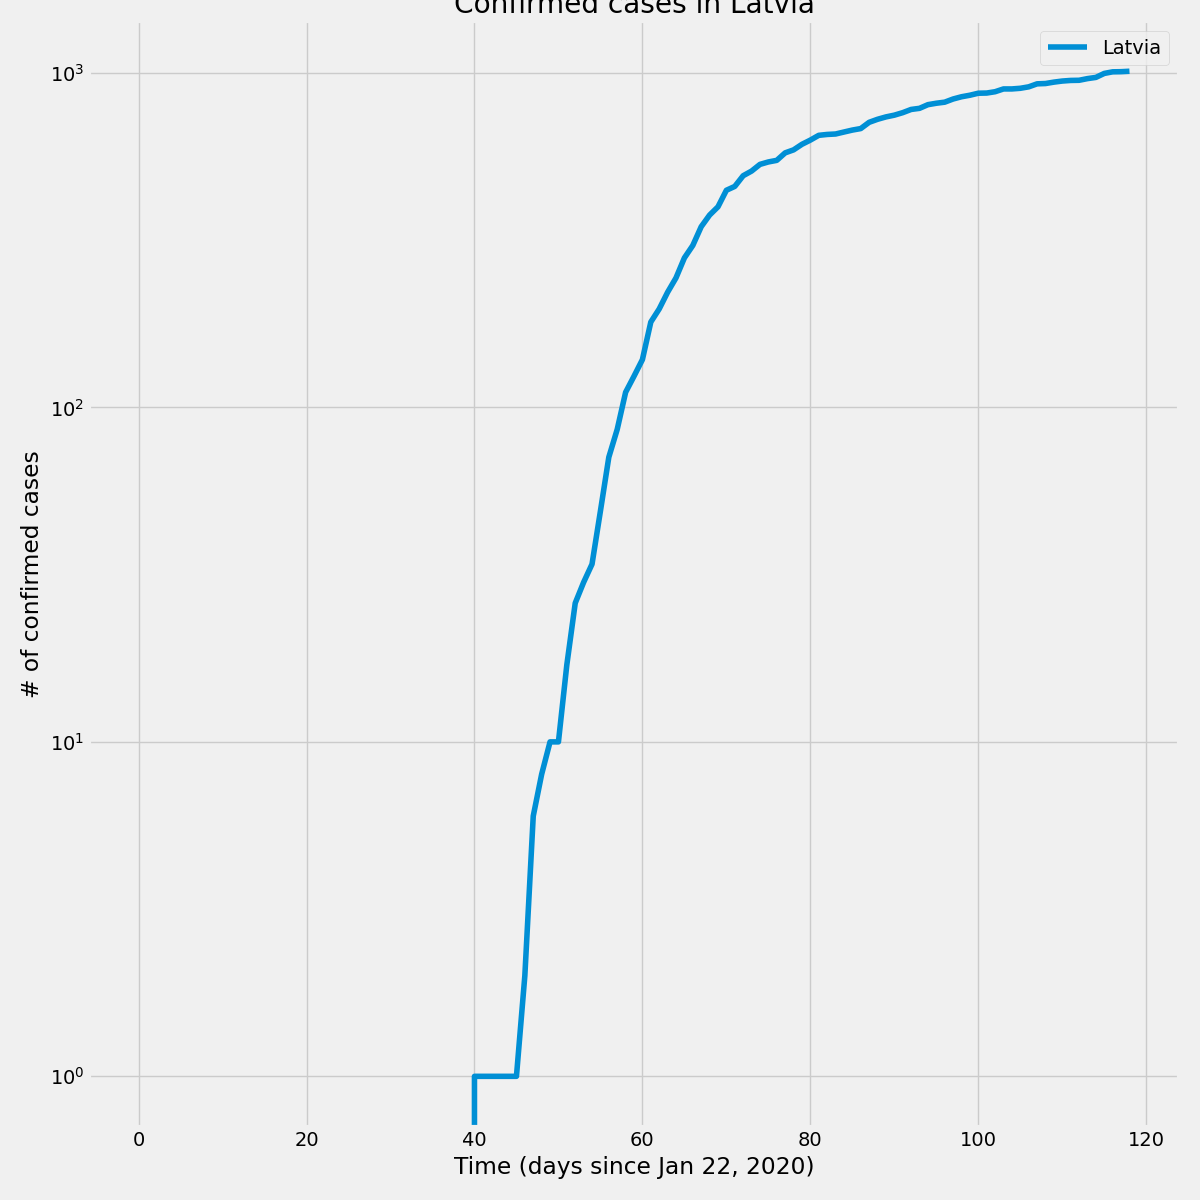 Confirmed cases in Latvia
Latvia
10³
10²
10¹
10⁰
# of confirmed cases
0 20 40 60 80 100 120
Time (days since Jan 22, 2020)